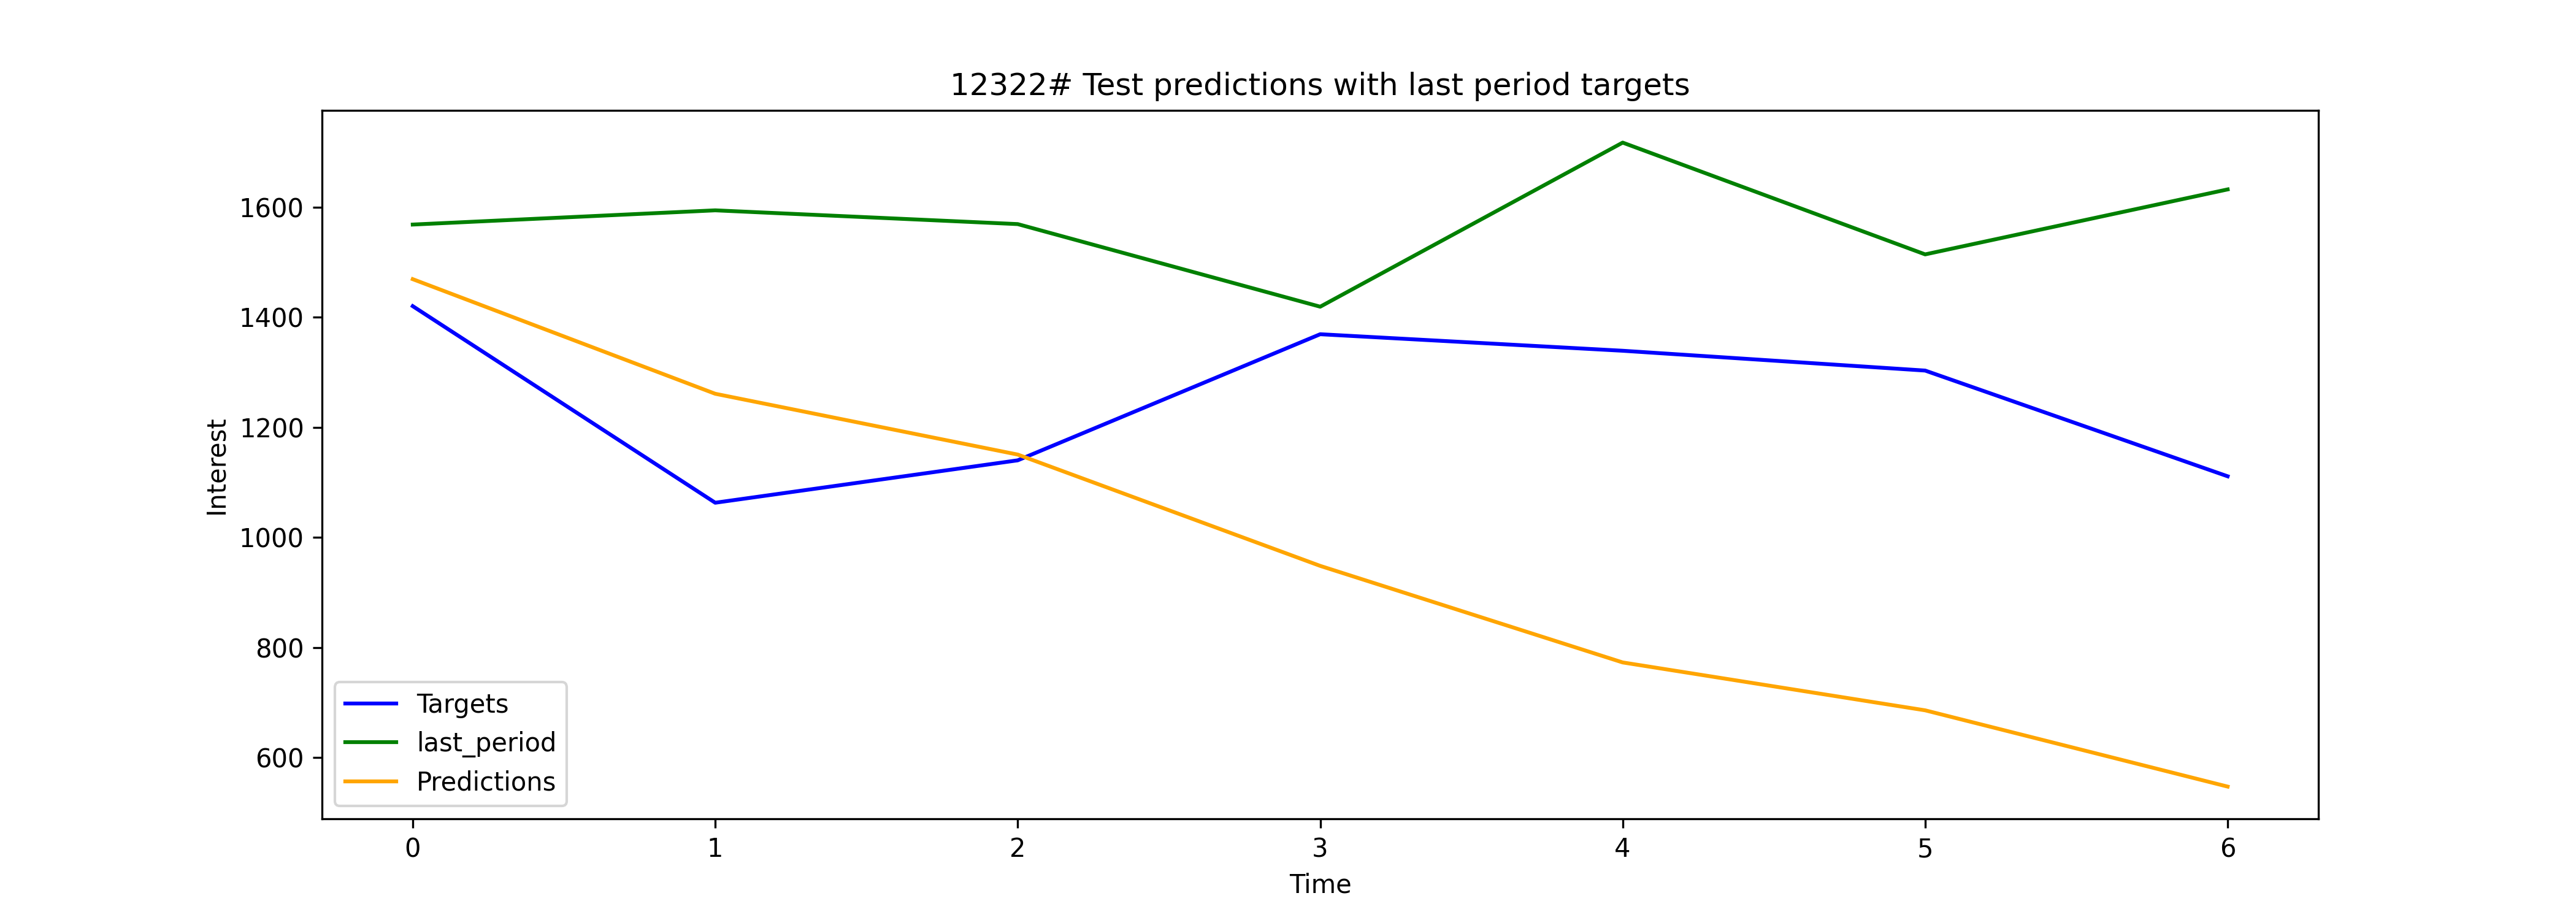 12322# Test predictions with last period targets
1600
1400
1200
1000
800
600
Interest
Targets
last_period
Predictions
0 1 2 3 4 5 6
Time